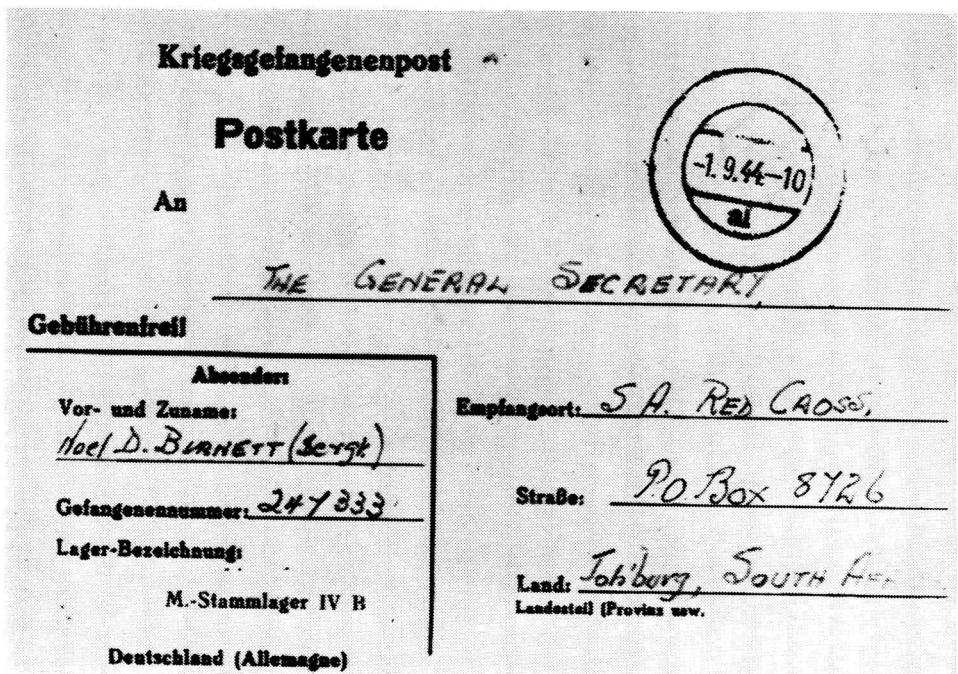 Kriegsgefangenenpost
Postkarte
-1.9.44-10
al
An
THE GENERAL SECRETARY
Gebührenfrei!
Absender:
Vor- und Zuname:
Noel D. BURNETT (Sergt.)
Gefangenennummer: 247333
Lager-Bezeichnung:
M.-Stammlager IV B
Deutschland (Allemagne)
Empfangsort: S.A. RED CROSS,
Straße: P.O. Box 8726
Land: Joh'burg, SOUTH
Landesteil (Provinz usw.